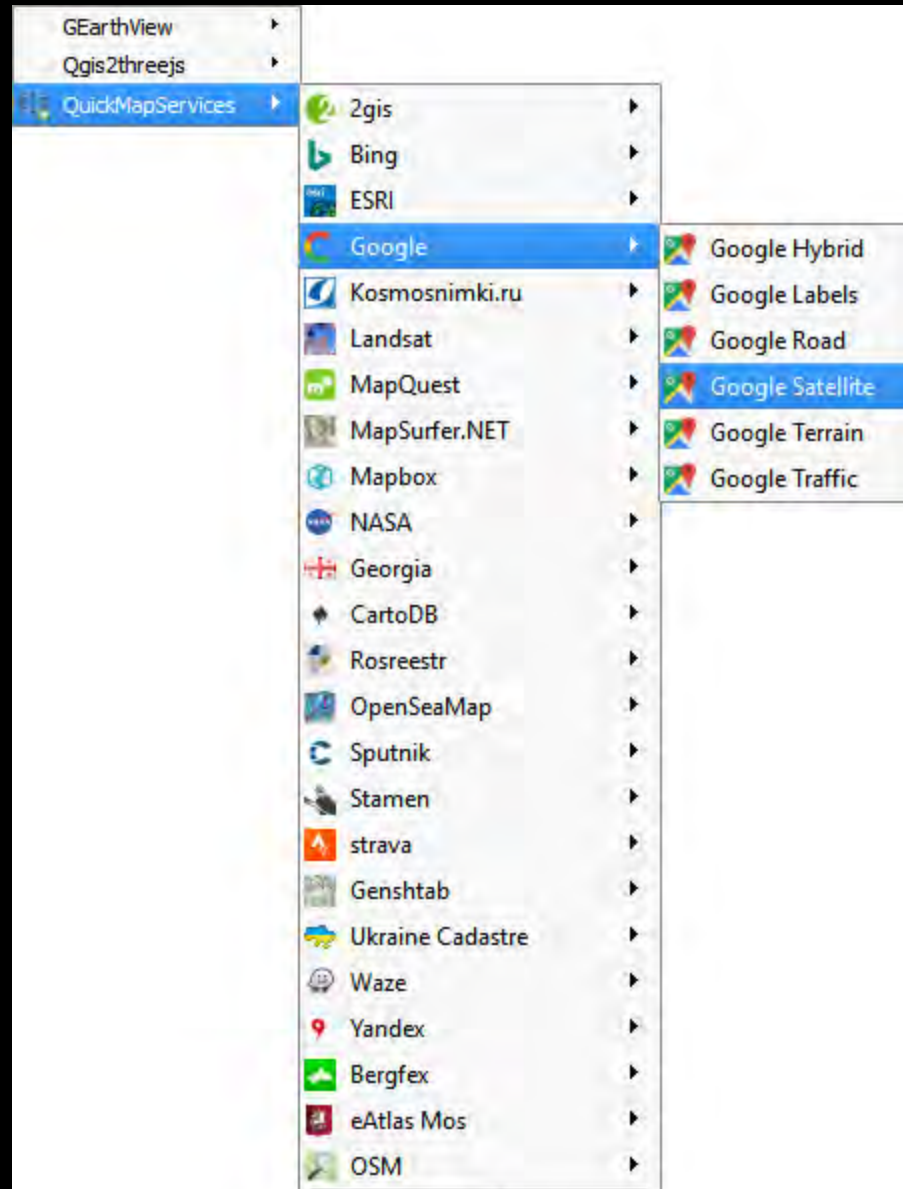 GEarthView
Qgis2threejs
QuickMapServices
2gis
Bing
ESRI
Google
Kosmosnimki.ru
Landsat
MapQuest
MapSurfer.NET
Mapbox
NASA
Georgia
CartoDB
Rosreestr
OpenSeaMap
Sputnik
Stamen
strava
Genshtab
Ukraine Cadastre
Waze
Yandex
Bergfex
eAtlas Mos
OSM
Google Hybrid
Google Labels
Google Road
Google Satellite
Google Terrain
Google Traffic